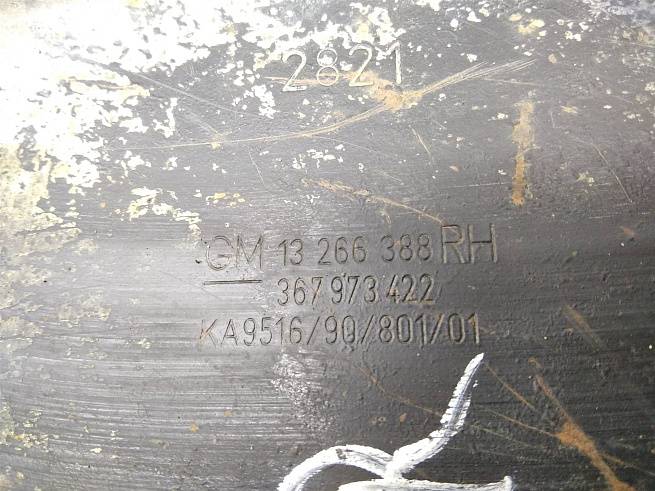 2821
GM 13 266 388 RH
367 973 422
KA9516/90/801/01